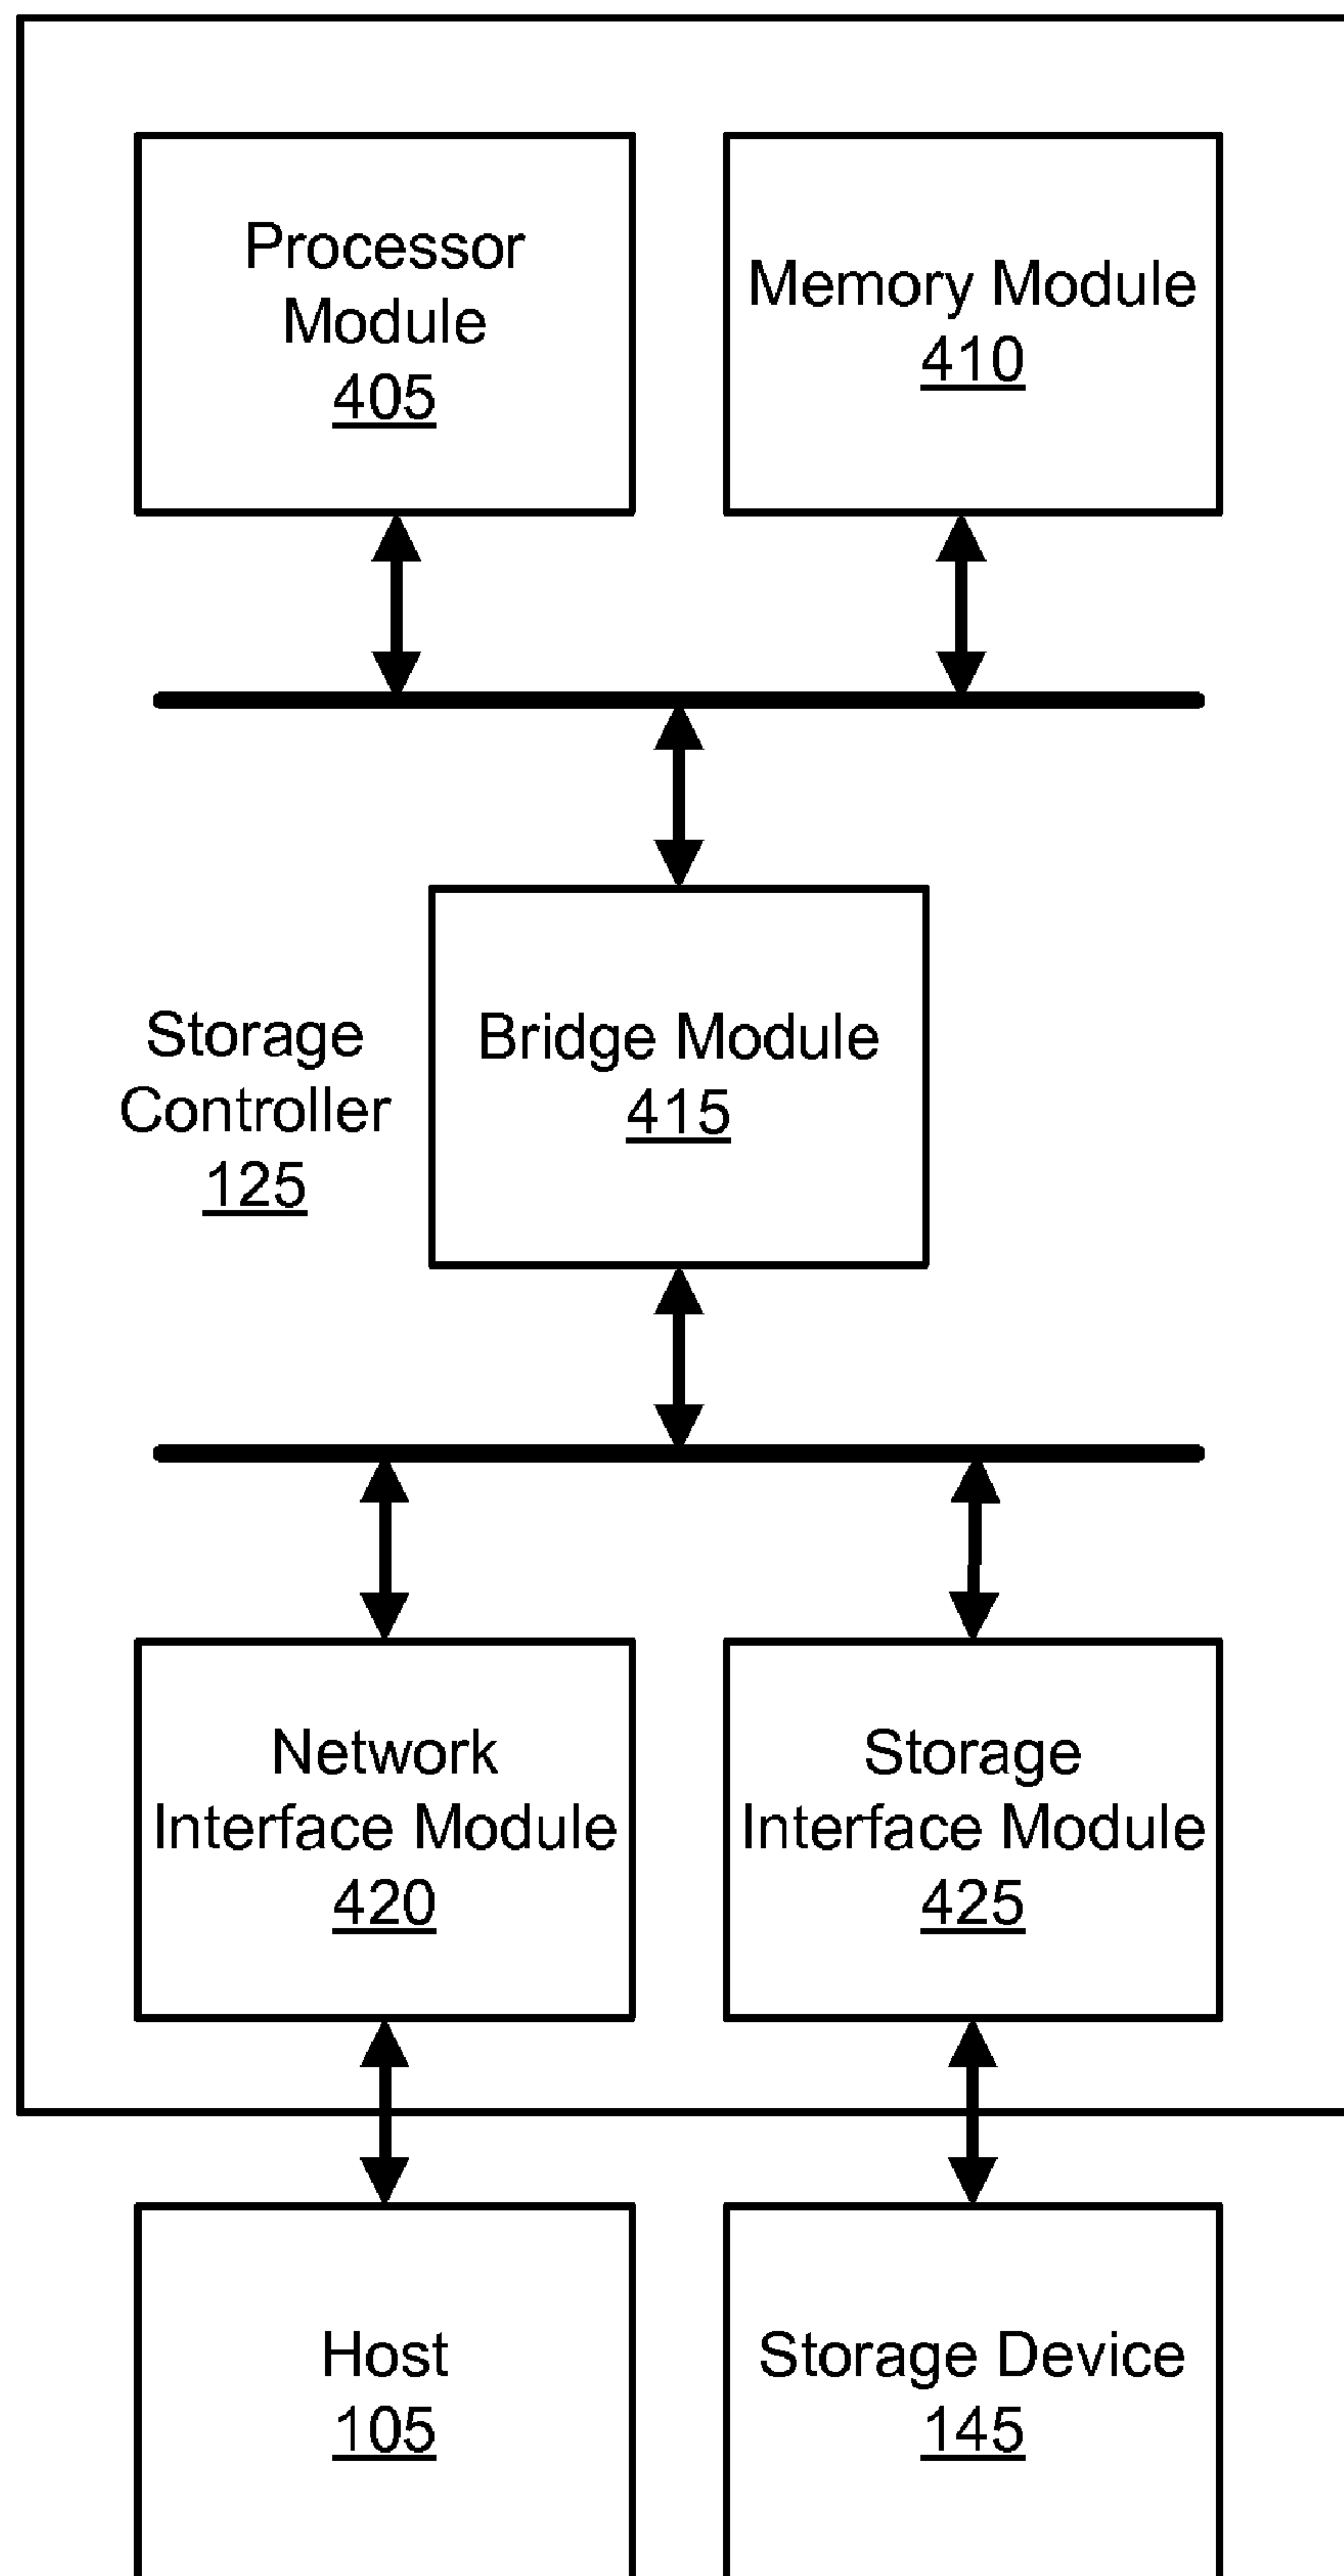 Processor
Module
405
Memory Module
410
Storage
Controller
125
Bridge Module
415
Network
Interface Module
420
Storage
Interface Module
425
Host
105
Storage Device
145